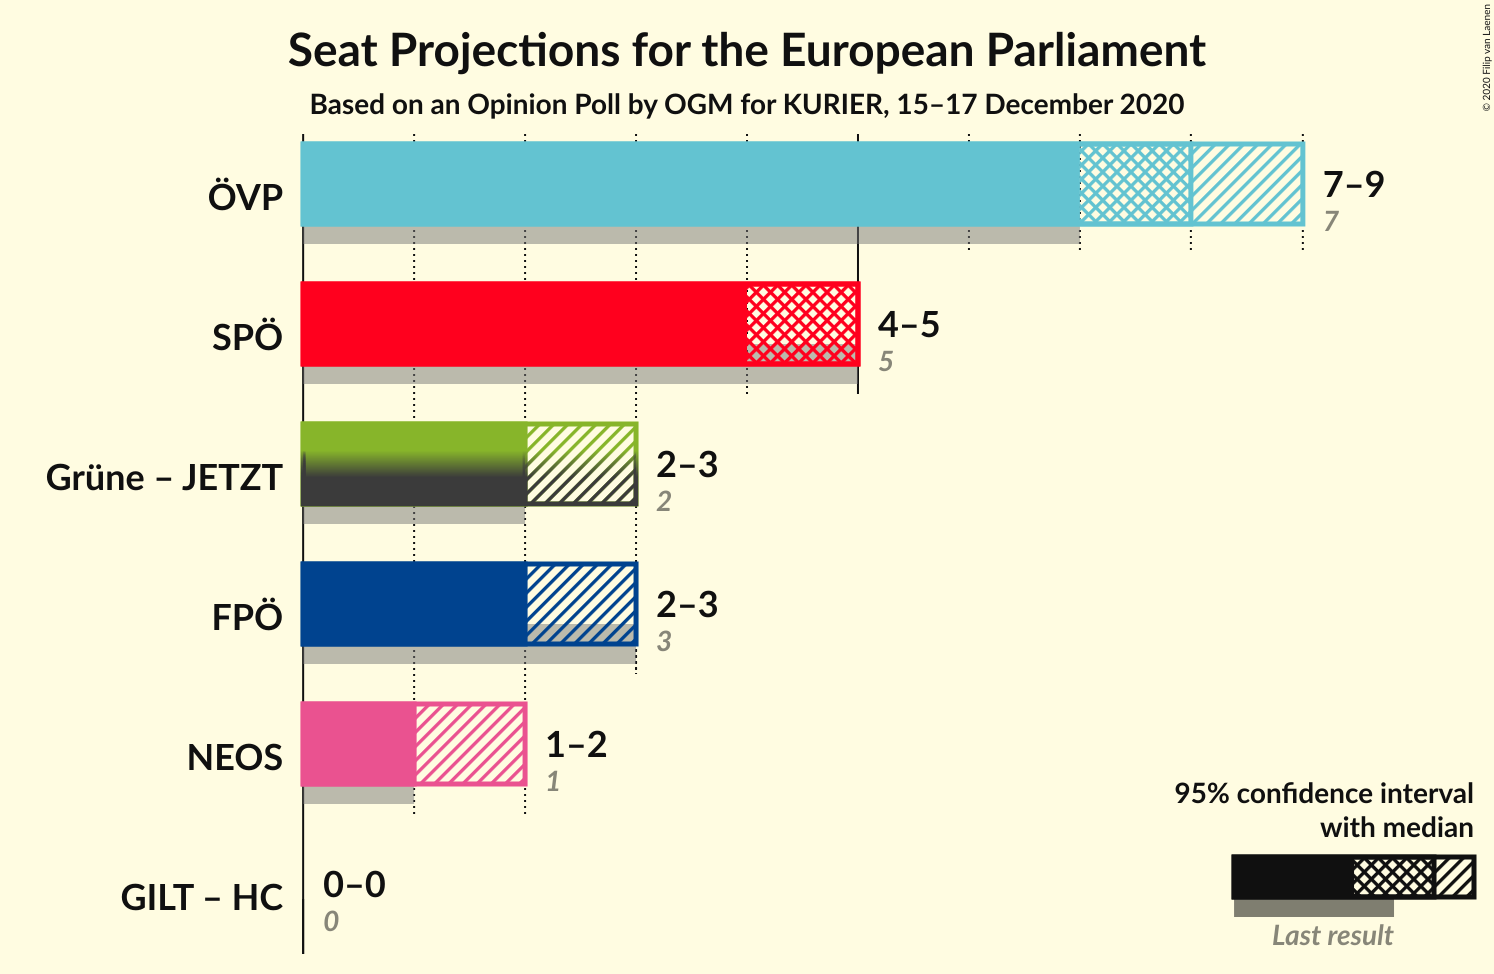 Seat Projections for the European Parliament
Based on an Opinion Poll by OGM for KURIER, 15–17 December 2020
© 2020 Filip van Laenen
ÖVP
7–9
7
SPÖ
4–5
5
Grüne – JETZT
2–3
2
FPÖ
2–3
3
NEOS
1–2
1
GILT – HC
0–0
0
95% confidence interval
with median
Last result